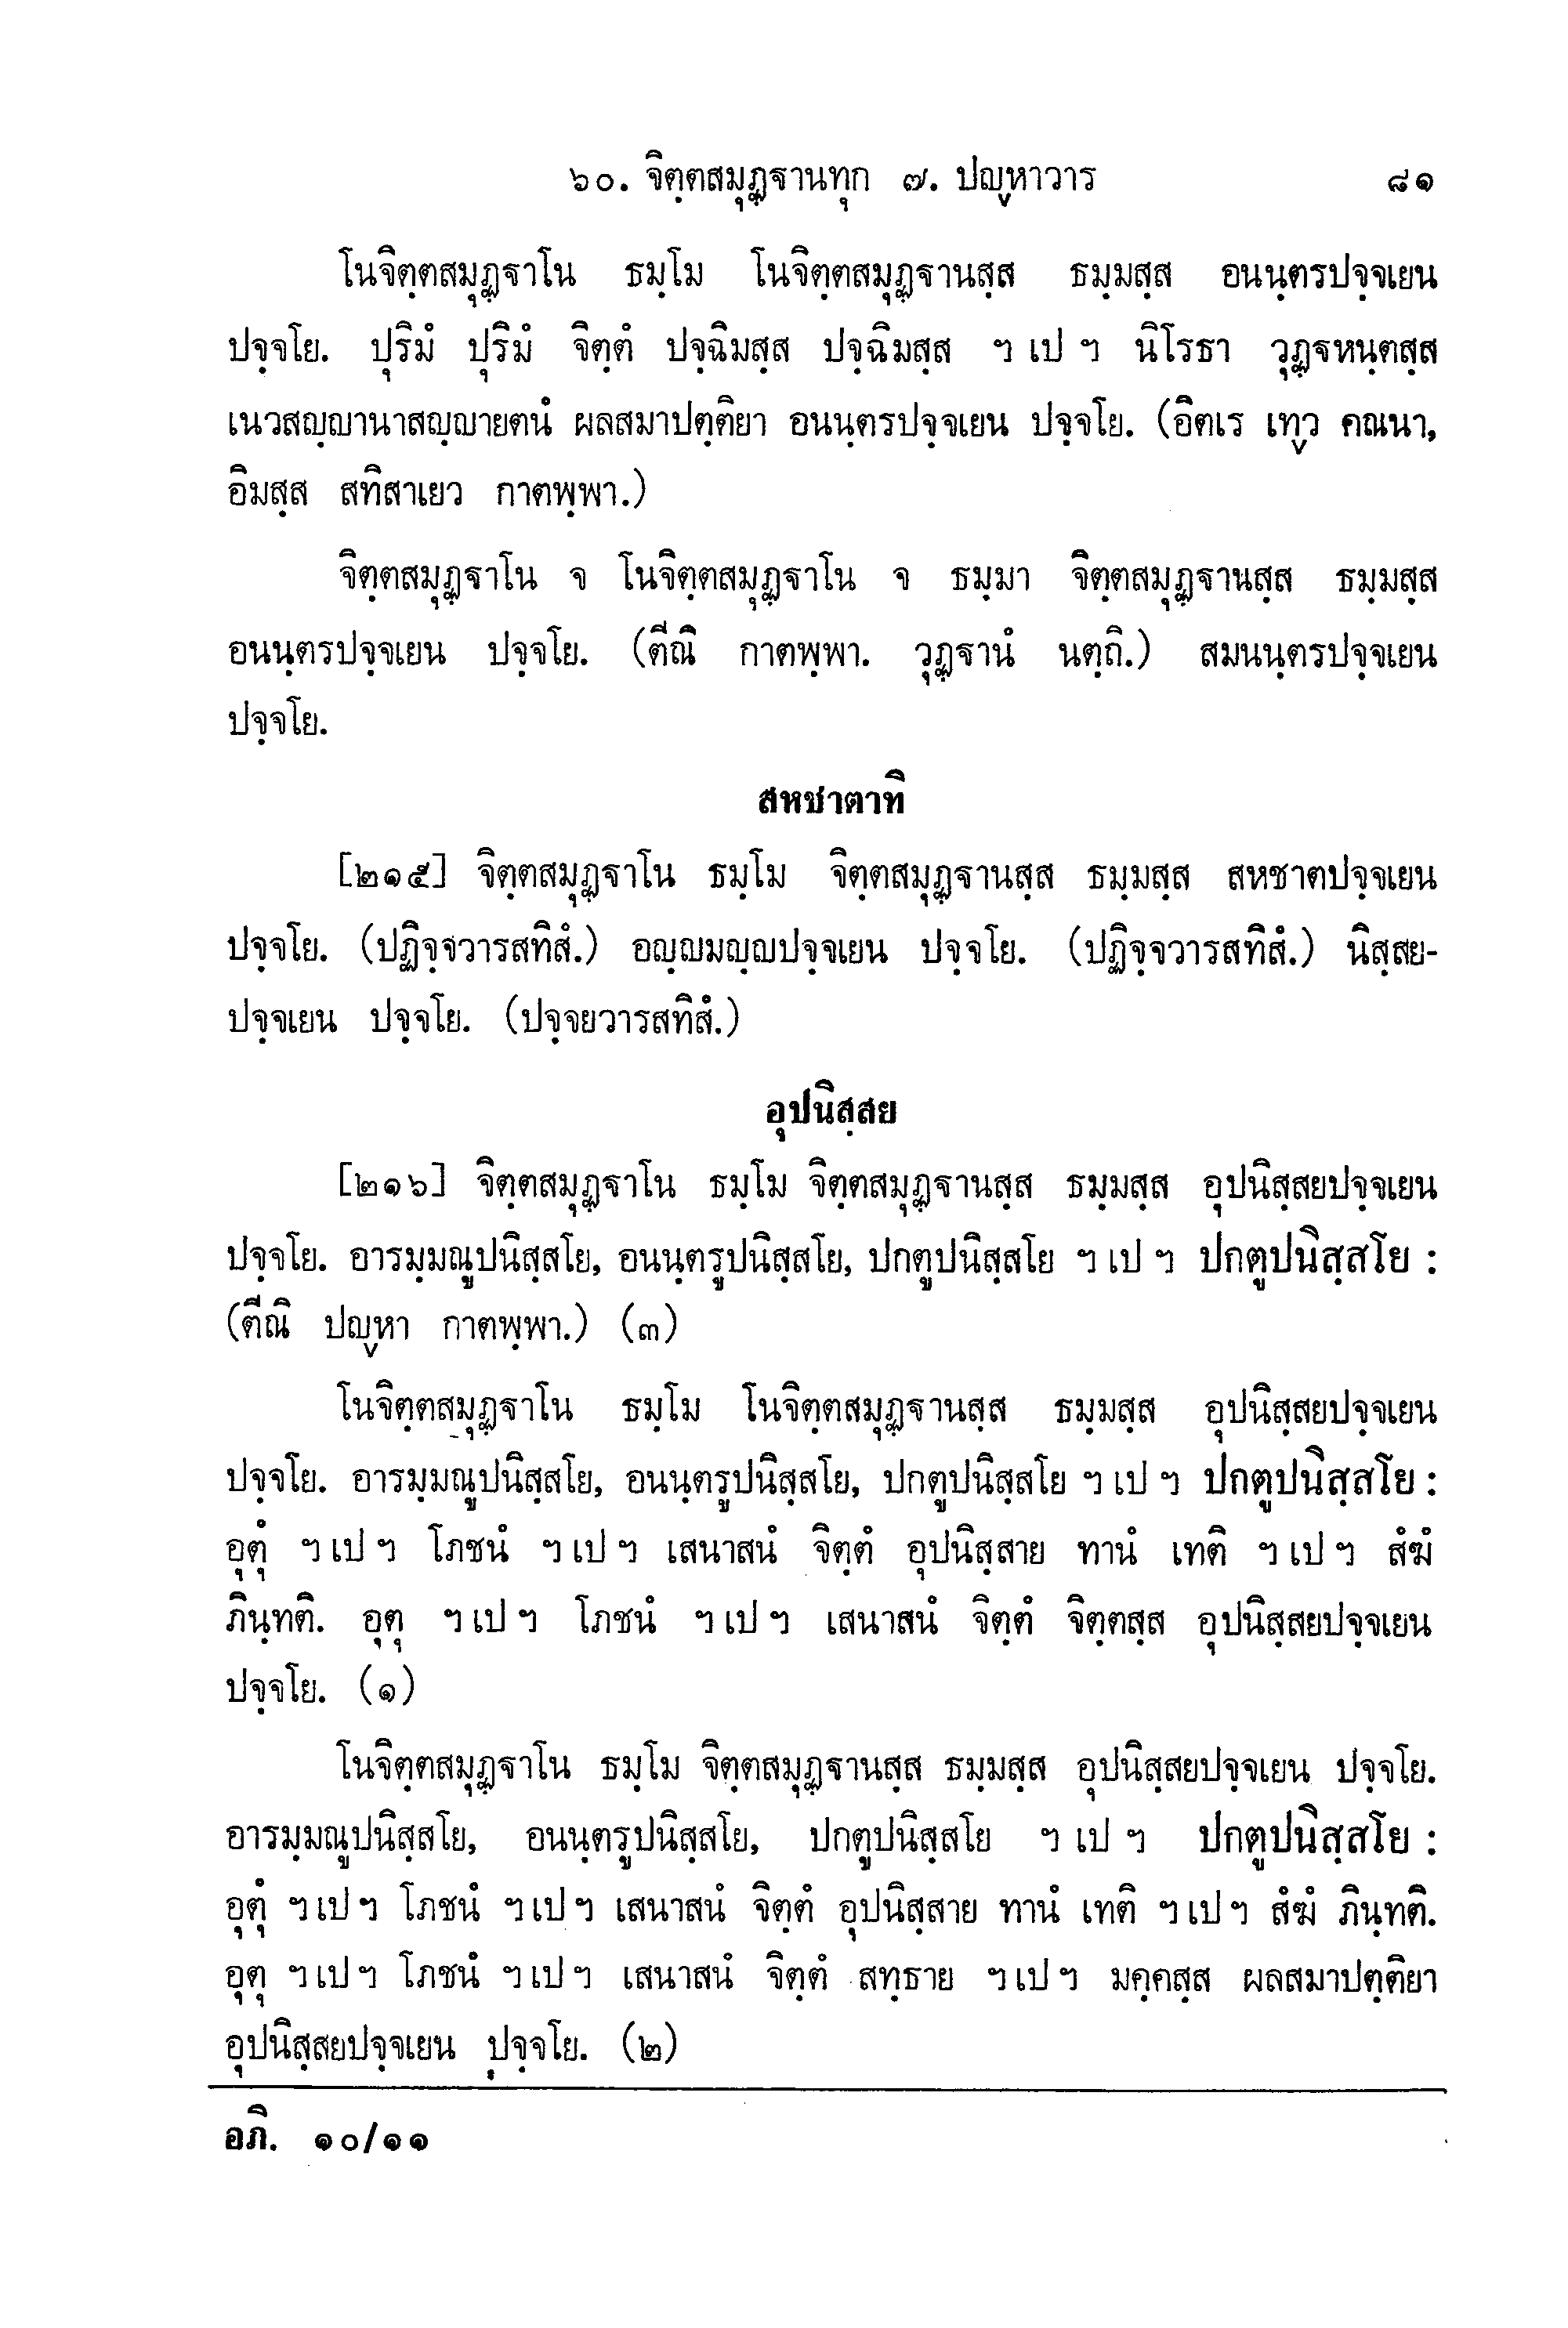 ๖๐. จิตฺตสมุฏฺฐานทุก ๗. ปญฺหาวาร ๘๑
โนจิตฺตสมุฏฺฐาโน ธมฺโม โนจิตฺตสมุฏฺฐานสฺส ธมฺมสฺส อนนฺตรปจฺจเยน
ปจฺจโย. ปุริมํ ปุริมํ จิตฺตํ ปจฺฉิมสฺส ปจฺฉิมสฺส ฯ เป ฯ นิโรธา วุฏฺฐหนฺตสฺส
เนวสญฺญานาสญฺญายตนํ ผลสมาปตฺติยา อนนฺตรปจฺจเยน ปจฺจโย. (อิตเร เทฺว คณนา,
อิมสฺส สทิสาเยว กาตพฺพา.)
จิตฺตสมุฏฺฐาโน จ โนจิตฺตสมุฏฺฐาโน จ ธมฺมา จิตฺตสมุฏฺฐานสฺส ธมฺมสฺส
อนนฺตรปจฺจเยน ปจฺจโย. (ตีณิ กาตพฺพา. วุฏฺฐานํ นตฺถิ.) สมนนฺตรปจฺจเยน
ปจฺจโย.
สหชาตาทิ
[๒๑๕] จิตฺตสมุฏฺฐาโน ธมฺโม จิตฺตสมุฏฺฐานสฺส ธมฺมสฺส สหชาตปจฺจเยน
ปจฺจโย. (ปฏิจฺจวารสทิสํ.) อญฺญมญฺญปจฺจเยน ปจฺจโย. (ปฏิจฺจวารสทิสํ.) นิสฺสย-
ปจฺจเยน ปจฺจโย. (ปจฺจยวารสทิสํ.)
อุปนิสฺสย
[๒๑๖] จิตฺตสมุฏฺฐาโน ธมฺโม จิตฺตสมุฏฺฐานสฺส ธมฺมสฺส อุปนิสฺสยปจฺจเยน
ปจฺจโย. อารมฺมณูปนิสฺสโย, อนนฺตรูปนิสฺสโย, ปกตูปนิสฺสโย ฯ เป ฯ ปกตูปนิสฺสโย :
(ตีณิ ปญฺหา กาตพฺพา.) (๓)
โนจิตฺตสมุฏฺฐาโน ธมฺโม โนจิตฺตสมุฏฺฐานสฺส ธมฺมสฺส อุปนิสฺสยปจฺจเยน
ปจฺจโย. อารมฺมณูปนิสฺสโย, อนนฺตรูปนิสฺสโย, ปกตูปนิสฺสโย ฯ เป ฯ ปกตูปนิสฺสโย :
อุตุํ ฯ เป ฯ โภชนํ ฯ เป ฯ เสนาสนํ จิตฺตํ อุปนิสฺสาย ทานํ เทติ ฯ เป ฯ สํฆํ
ภินฺทติ. อุตุ ฯ เป ฯ โภชนํ ฯ เป ฯ เสนาสนํ จิตฺตํ จิตฺตสฺส อุปนิสฺสยปจฺจเยน
ปจฺจโย. (๑)
โนจิตฺตสมุฏฺฐาโน ธมฺโม จิตฺตสมุฏฺฐานสฺส ธมฺมสฺส อุปนิสฺสยปจฺจเยน ปจฺจโย.
อารมฺมณูปนิสฺสโย, อนนฺตรูปนิสฺสโย, ปกตูปนิสฺสโย ฯ เป ฯ ปกตูปนิสฺสโย :
อุตุํ ฯ เป ฯ โภชนํ ฯ เป ฯ เสนาสนํ จิตฺตํ อุปนิสฺสาย ทานํ เทติ ฯ เป ฯ สํฆํ ภินฺทติ.
อุตุ ฯ เป ฯ โภชนํ ฯ เป ฯ เสนาสนํ จิตฺตํ สทฺธาย ฯ เป ฯ มคฺคสฺส ผลสมาปตฺติยา
อุปนิสฺสยปจฺจเยน ปจฺจโย. (๒)
อภิ. ๑๐/๑๑